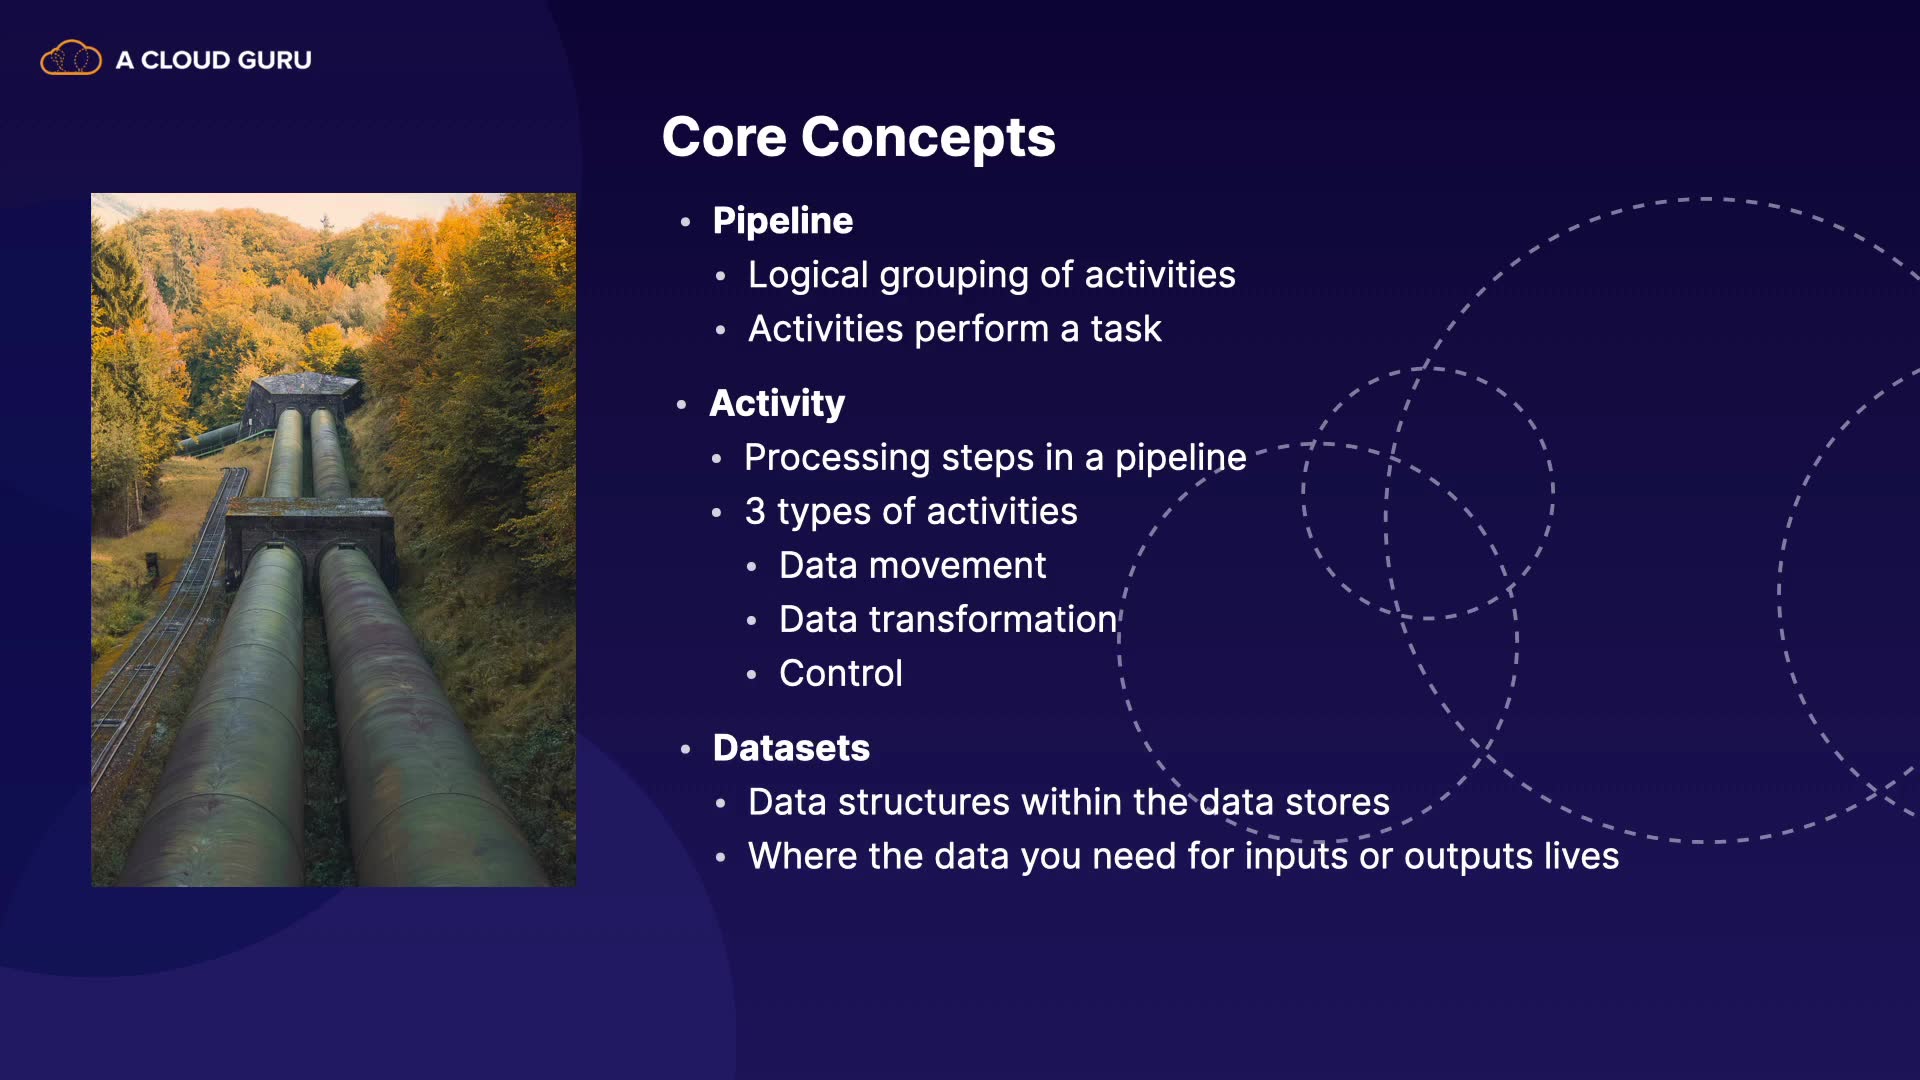 A CLOUD GURU
Core Concepts
• Pipeline
• Logical grouping of activities
• Activities perform a task
• Activity
• Processing steps in a pipeline
• 3 types of activities
• Data movement
• Data transformation
• Control
• Datasets
• Data structures within the data stores
• Where the data you need for inputs or outputs lives